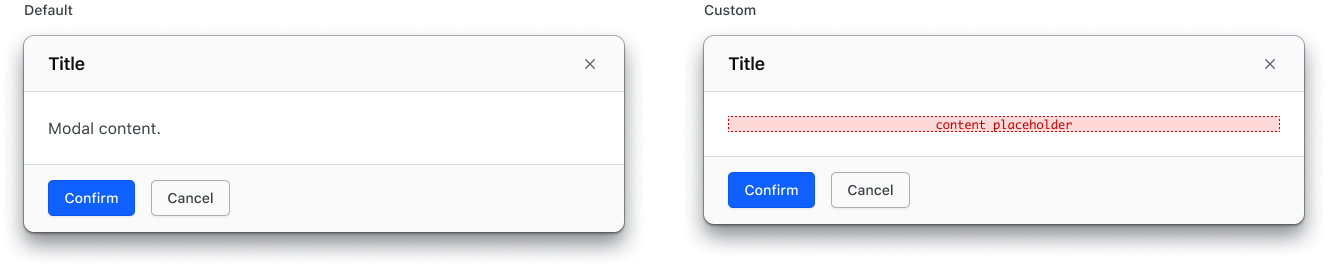 Default
Title
Modal content.
Confirm Cancel
Custom
Title
content placeholder
Confirm Cancel